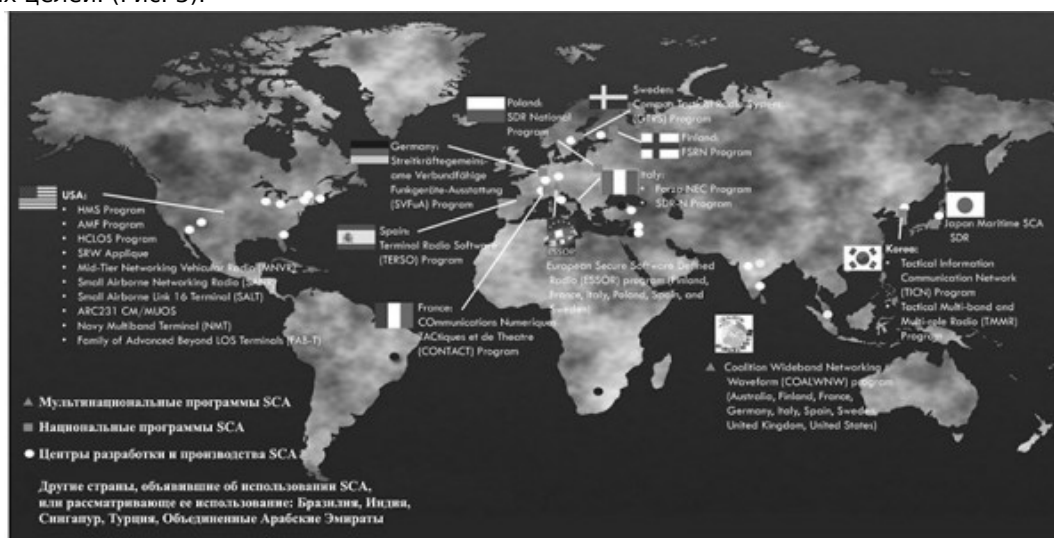 х целей. (Рис. 5).
Poland:
SDR National
Program
Sweden:
Common Tactical Radio System
(GTRS) Program
Finland:
FSRN Program
Germany:
Streitkräftegemeins-
ame Verbundfähige
Funkgeräte-Ausstattung
(SVFuA) Program
Italy:
• Forza NEC Program
• SDR-N Program
USA:
• HMS Program
• AMF Program
• HCLOS Program
• SRW Applique
• Mid-Tier Networking Vehicular Radio (MNVR)
• Small Airborne Networking Radio (SANR)
• Small Airborne Link 16 Terminal (SALT)
• ARC231 CM/MUOS
• Navy Multiband Terminal (NMT)
• Family of Advanced Beyond LOS Terminals (FAB-T)
Spain:
Terminal Radio Software
(TERSO) Program
ESSOR:
European Secure Software Defined
Radio (ESSOR) program (Finland,
France, Italy, Poland, Spain, and
Sweden)
France:
COmmunications Numeriques
TACtiques et de Theatre
(CONTACT) Program
Japan Maritime SCA
SDR
Korea:
• Tactical Information
Communication Network (TICN) Program
• Tactical Multi-band and
Multi-role Radio (TMMR)
Program
Coalition Wideband Networking
Waveform (COALWNW) program
(Australia, Finland, France,
Germany, Italy, Spain, Sweden,
United Kingdom, United States)
Мультинациональные программы SCA
Национальные программы SCA
Центры разработки и производства SCA
Другие страны, объявившие об использовании SCA,
или рассматривающе ее использование: Бразилия, Индия,
Сингапур, Турция, Объединенные Арабские Эмираты